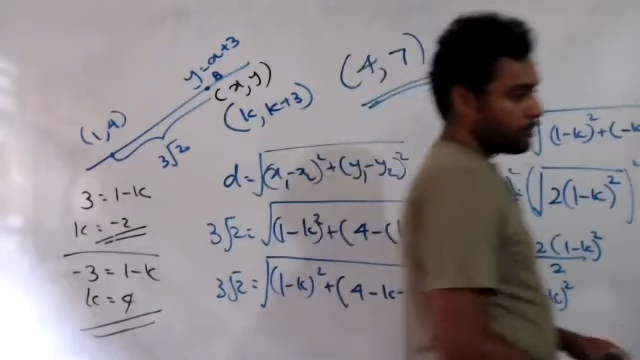 y=x+3
B
(x,y)
(1,4)
(k, k+3)
3√2
(4,7)
3=1-k
k=-2
-3=1-k
k=4
d=√(x₁-x₂)²+(y₁-y₂)²
3√2=√(1-k)²+(4-(
3√2=√(1-k)²+(4-k-
√(1-k)²+(-k
(√2(1-k)²)²
2(1-k)²
2